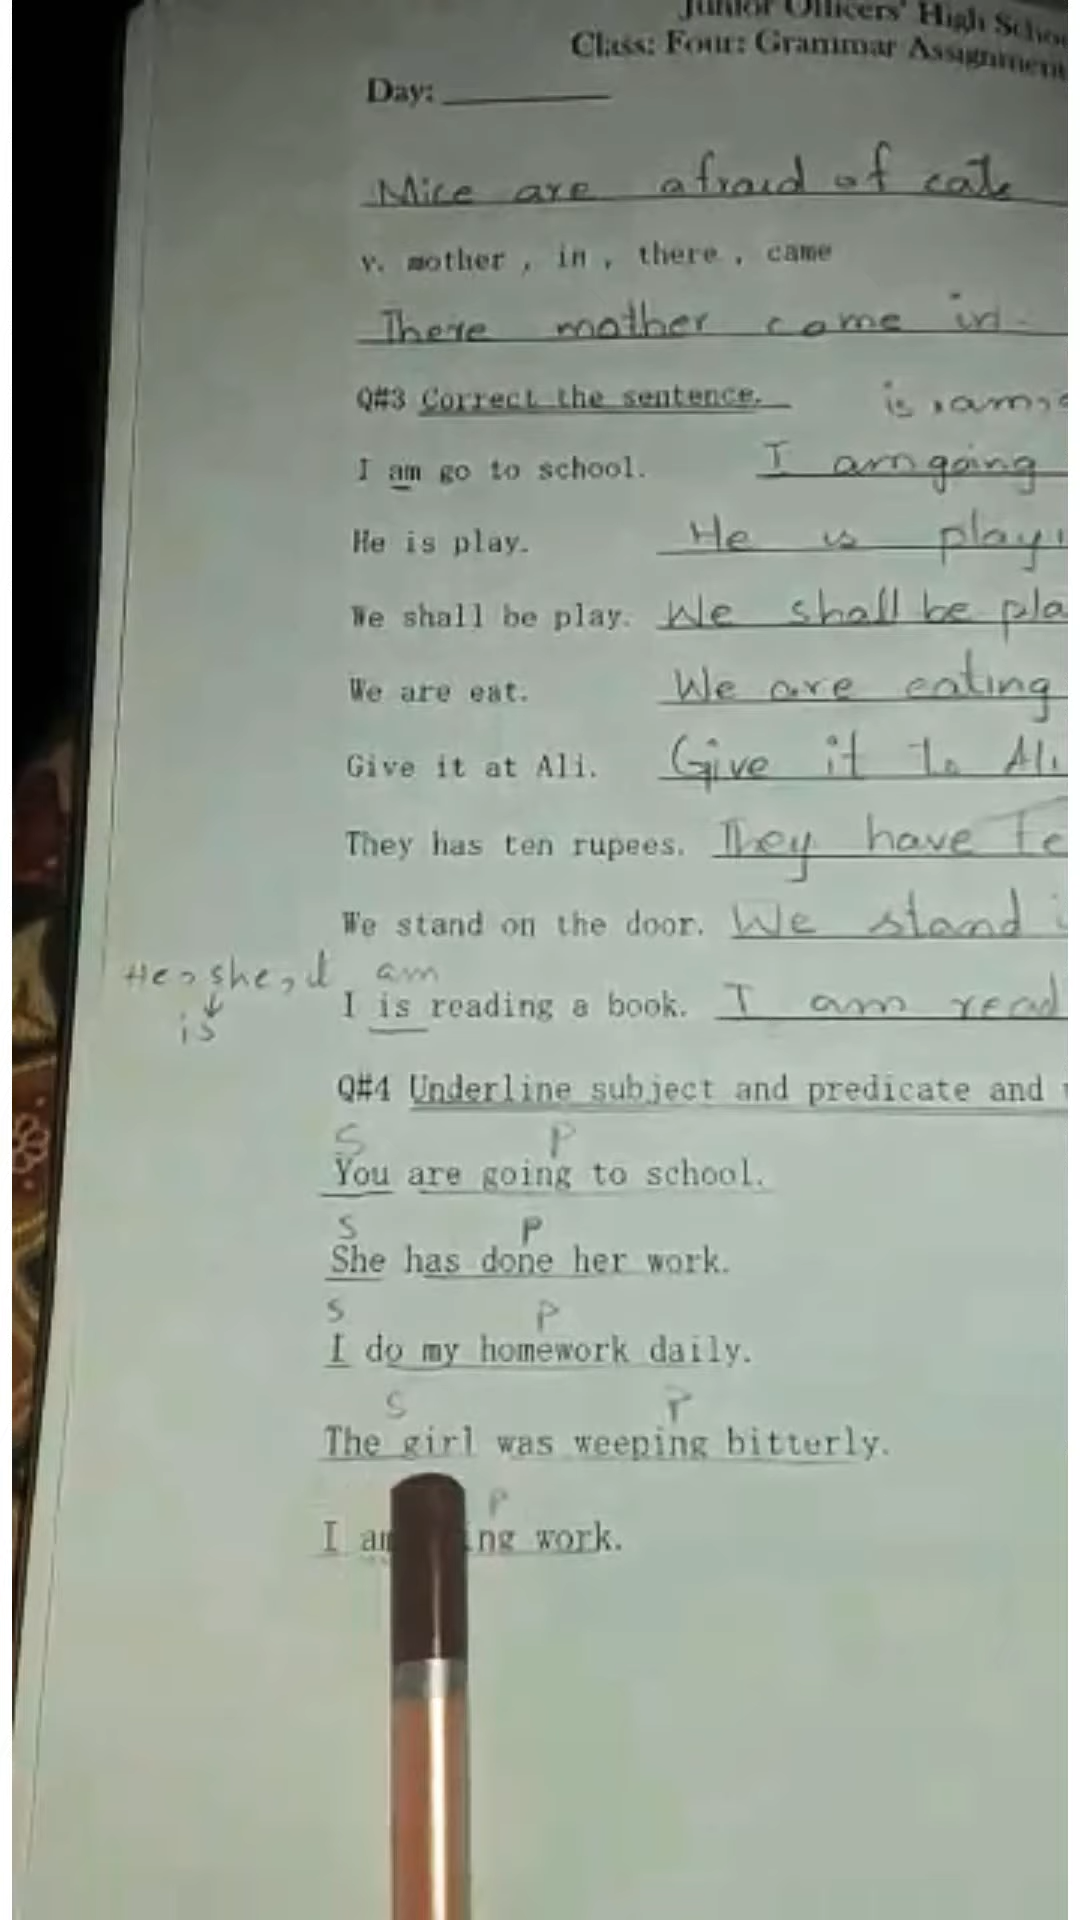 Junior Officers' High
Class: Four: Grammar Assignment
Day:
Mice are afraid of cats
v. mother , in , there , came
There mother came in.
Q#3 Correct the sentence. is , am,
I am go to school. I am going
He is play. He is
We shall be play. We shall be
We are eat. We are eating
Give it at Ali. Give it to Ali
They has ten rupees. They have
We stand on the door. We stand
He, she, it am
I is reading a book. I am
is
Q#4 Underline subject and predicate and
S P
You are going to school.
S P
She has done her work.
S P
I do my homework daily.
S P
The girl was weeping bitterly.
P
I work.